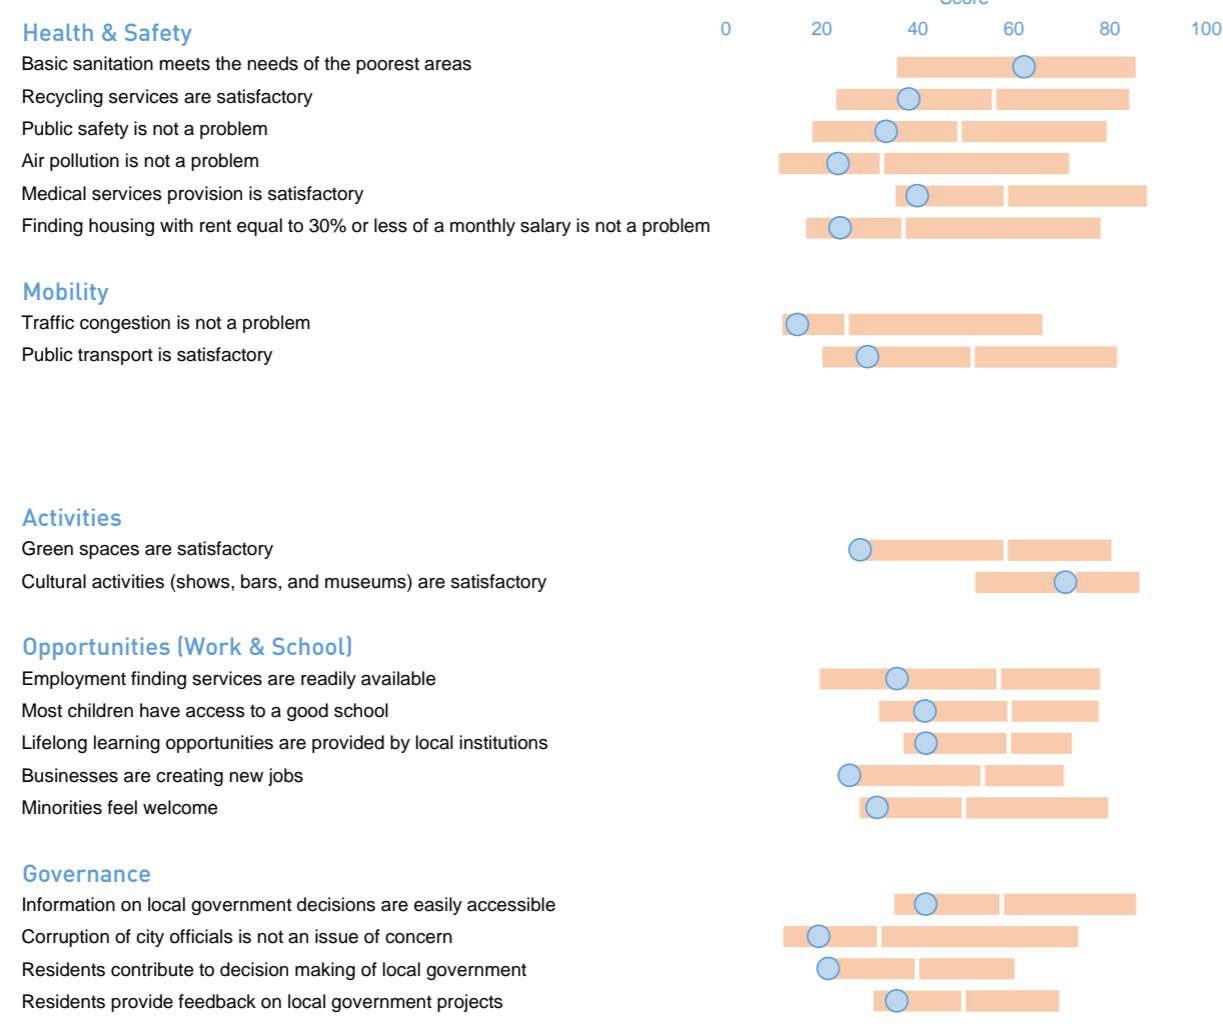 Score
Health & Safety
0 20 40 60 80 100
Basic sanitation meets the needs of the poorest areas
Recycling services are satisfactory
Public safety is not a problem
Air pollution is not a problem
Medical services provision is satisfactory
Finding housing with rent equal to 30% or less of a monthly salary is not a problem
Mobility
Traffic congestion is not a problem
Public transport is satisfactory
Activities
Green spaces are satisfactory
Cultural activities (shows, bars, and museums) are satisfactory
Opportunities (Work & School)
Employment finding services are readily available
Most children have access to a good school
Lifelong learning opportunities are provided by local institutions
Businesses are creating new jobs
Minorities feel welcome
Governance
Information on local government decisions are easily accessible
Corruption of city officials is not an issue of concern
Residents contribute to decision making of local government
Residents provide feedback on local government projects